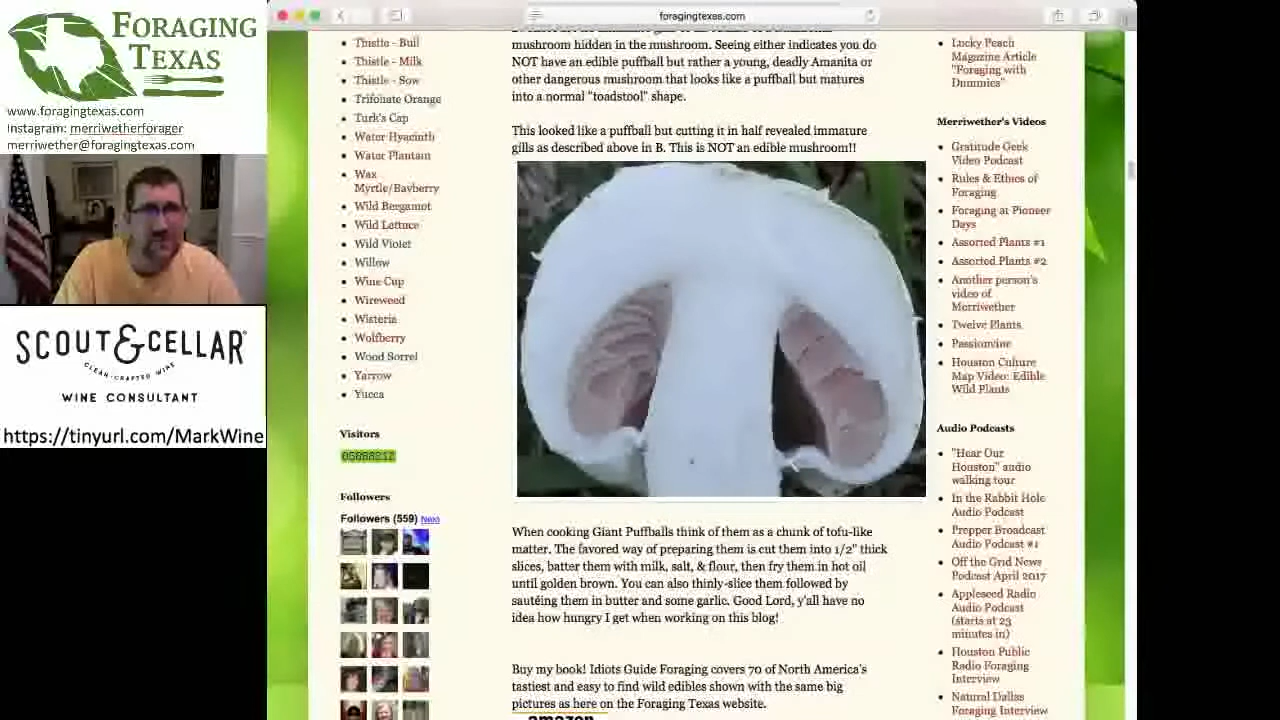 FORAGING
TEXAS
www.foragingtexas.com
Instagram: merriwetherforager
merriwether@foragingtexas.com
SCOUT&CELLAR
CLEAN-CRAFTED WINE
WINE CONSULTANT
https://tinyurl.com/MarkWine
foragingtexas.com
Thistle - Bull
Thistle - Milk
Thistle - Sow
Trifoliate Orange
Turk's Cap
Water Hyacinth
Water Plantain
Wax
Myrtle/Bayberry
Wild Bergamot
Wild Lettuce
Wild Violet
Willow
Wine Cup
Wireweed
Wisteria
Wolfberry
Wood Sorrel
Yarrow
Yucca
Visitors
Followers
Followers (559) Next
mushroom hidden in the mushroom. Seeing either indicates you do
NOT have an edible puffball but rather a young, deadly Amanita or
other dangerous mushroom that looks like a puffball but matures
into a normal "toadstool" shape.
This looked like a puffball but cutting it in half revealed immature
gills as described above in B. This is NOT an edible mushroom!!
When cooking Giant Puffballs think of them as a chunk of tofu-like
matter. The favored way of preparing them is cut them into 1/2" thick
slices, batter them with milk, salt, & flour, then fry them in hot oil
until golden brown. You can also thinly-slice them followed by
sautéing them in butter and some garlic. Good Lord, y'all have no
idea how hungry I get when working on this blog!
Buy my book! Idiots Guide Foraging covers 70 of North America's
tastiest and easy to find wild edibles shown with the same big
pictures as here on the Foraging Texas website.
amazon
Lucky Peach
Magazine Article
"Foraging with
Dummies"
Merriwether's Videos
Gratitude Geek
Video Podcast
Rules & Ethics of
Foraging
Foraging at Pioneer
Days
Assorted Plants #1
Assorted Plants #2
Another person's
video of
Merriwether
Twelve Plants
Passionvine
Houston Culture
Map Video: Edible
Wild Plants
Audio Podcasts
"Hear Our
Houston" audio
walking tour
In the Rabbit Hole
Audio Podcast
Prepper Broadcast
Audio Podcast #1
Off the Grid News
Podcast April 2017
Appleseed Radio
Audio Podcast
(starts at 23
minutes in)
Houston Public
Radio Foraging
Interview
Natural Dallas
Foraging Interview